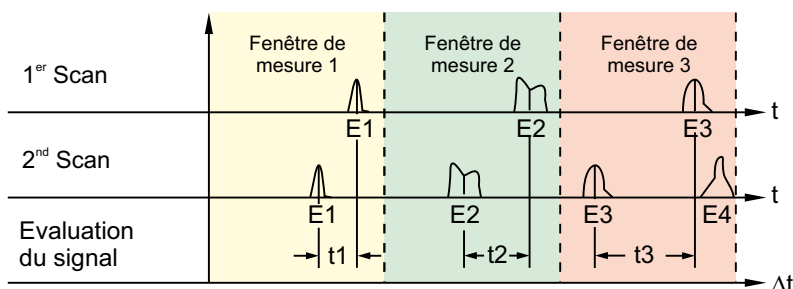 Fenêtre de
mesure 1
Fenêtre de
mesure 2
Fenêtre de
mesure 3
1er Scan
E1
E2
E3
t
2nd Scan
E1
E2
E3
E4
t
Evaluation
du signal
t1
t2
t3
Δt